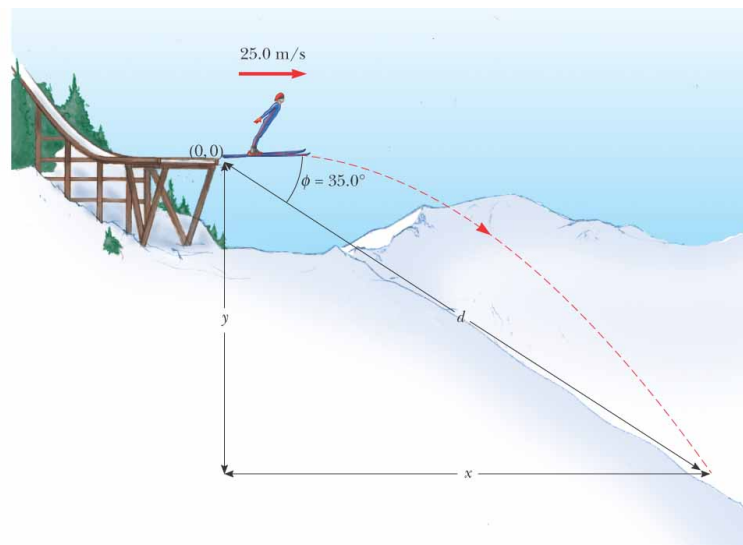 25.0 m/s
(0, 0)
ϕ = 35.0°
y
d
x